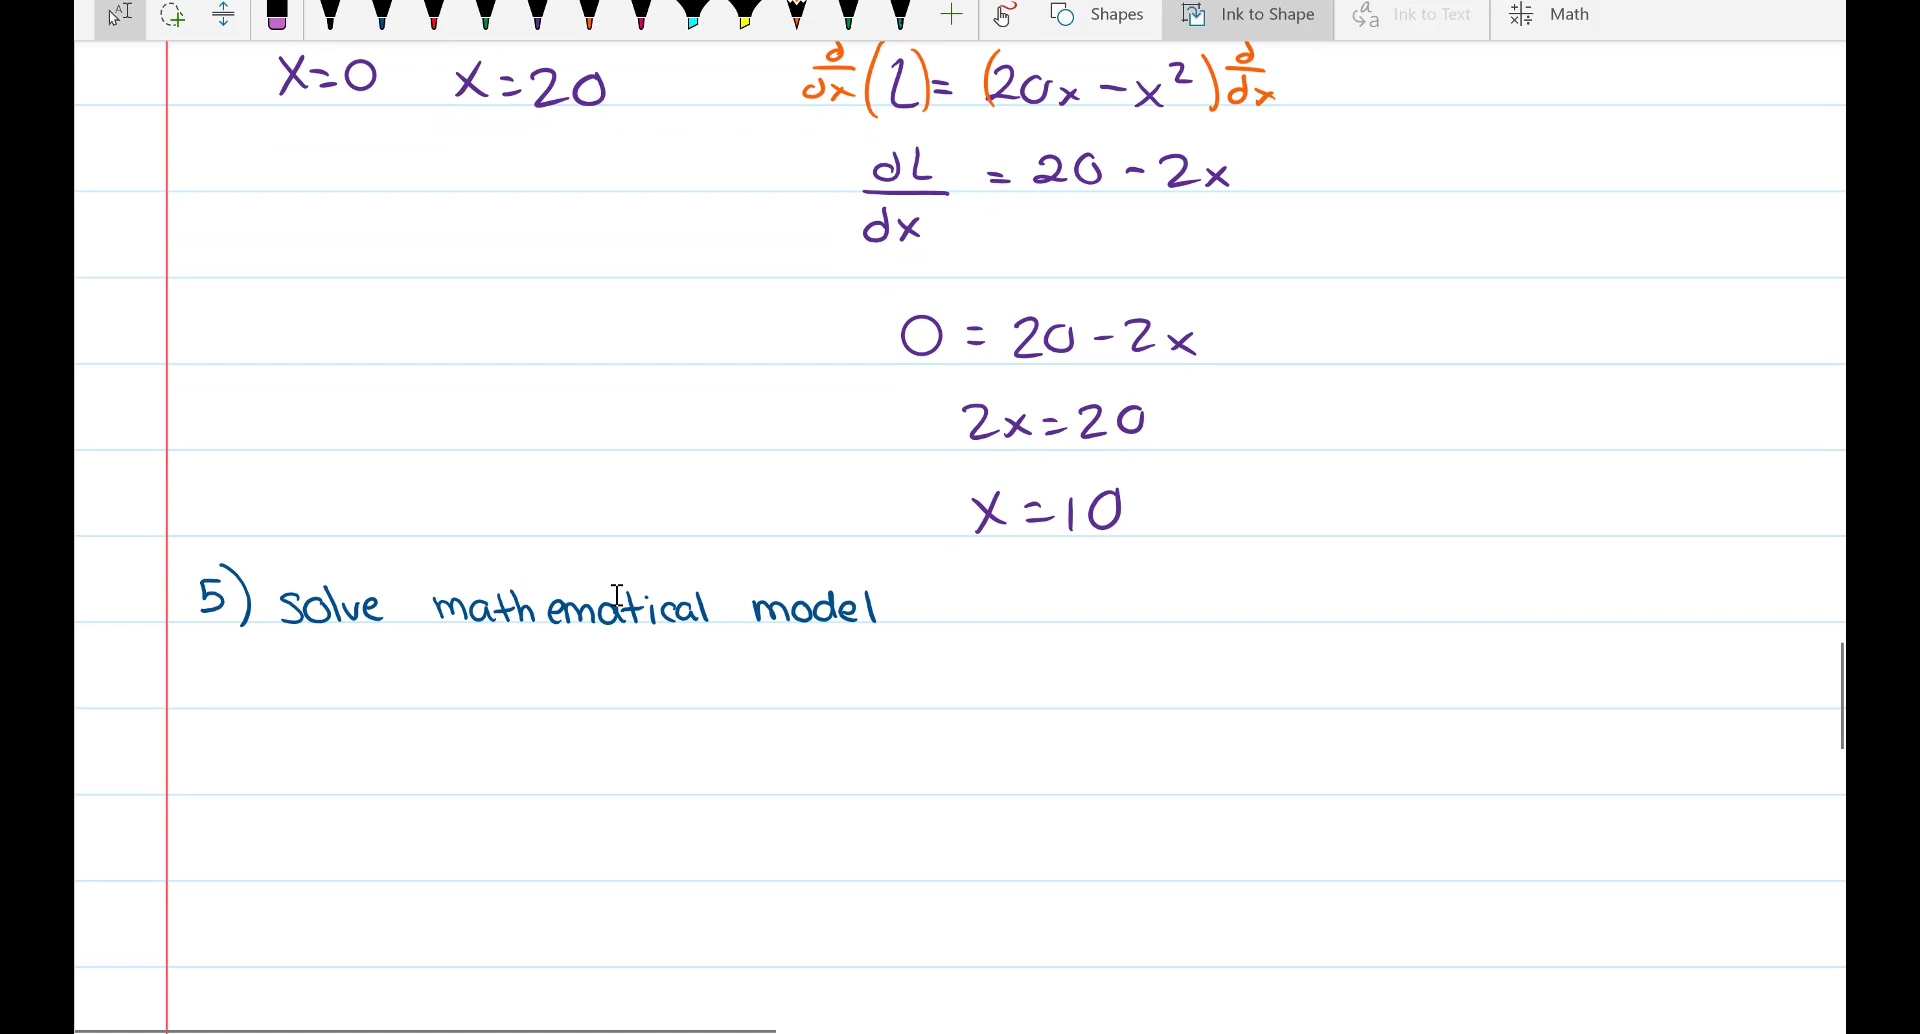 Shapes Ink to Shape Ink to Text Math
x=0 x=20
d/dx (L) = (20x - x²) d/dx
dL/dx = 20 - 2x
0 = 20 - 2x
2x = 20
x = 10
5) solve mathematical model